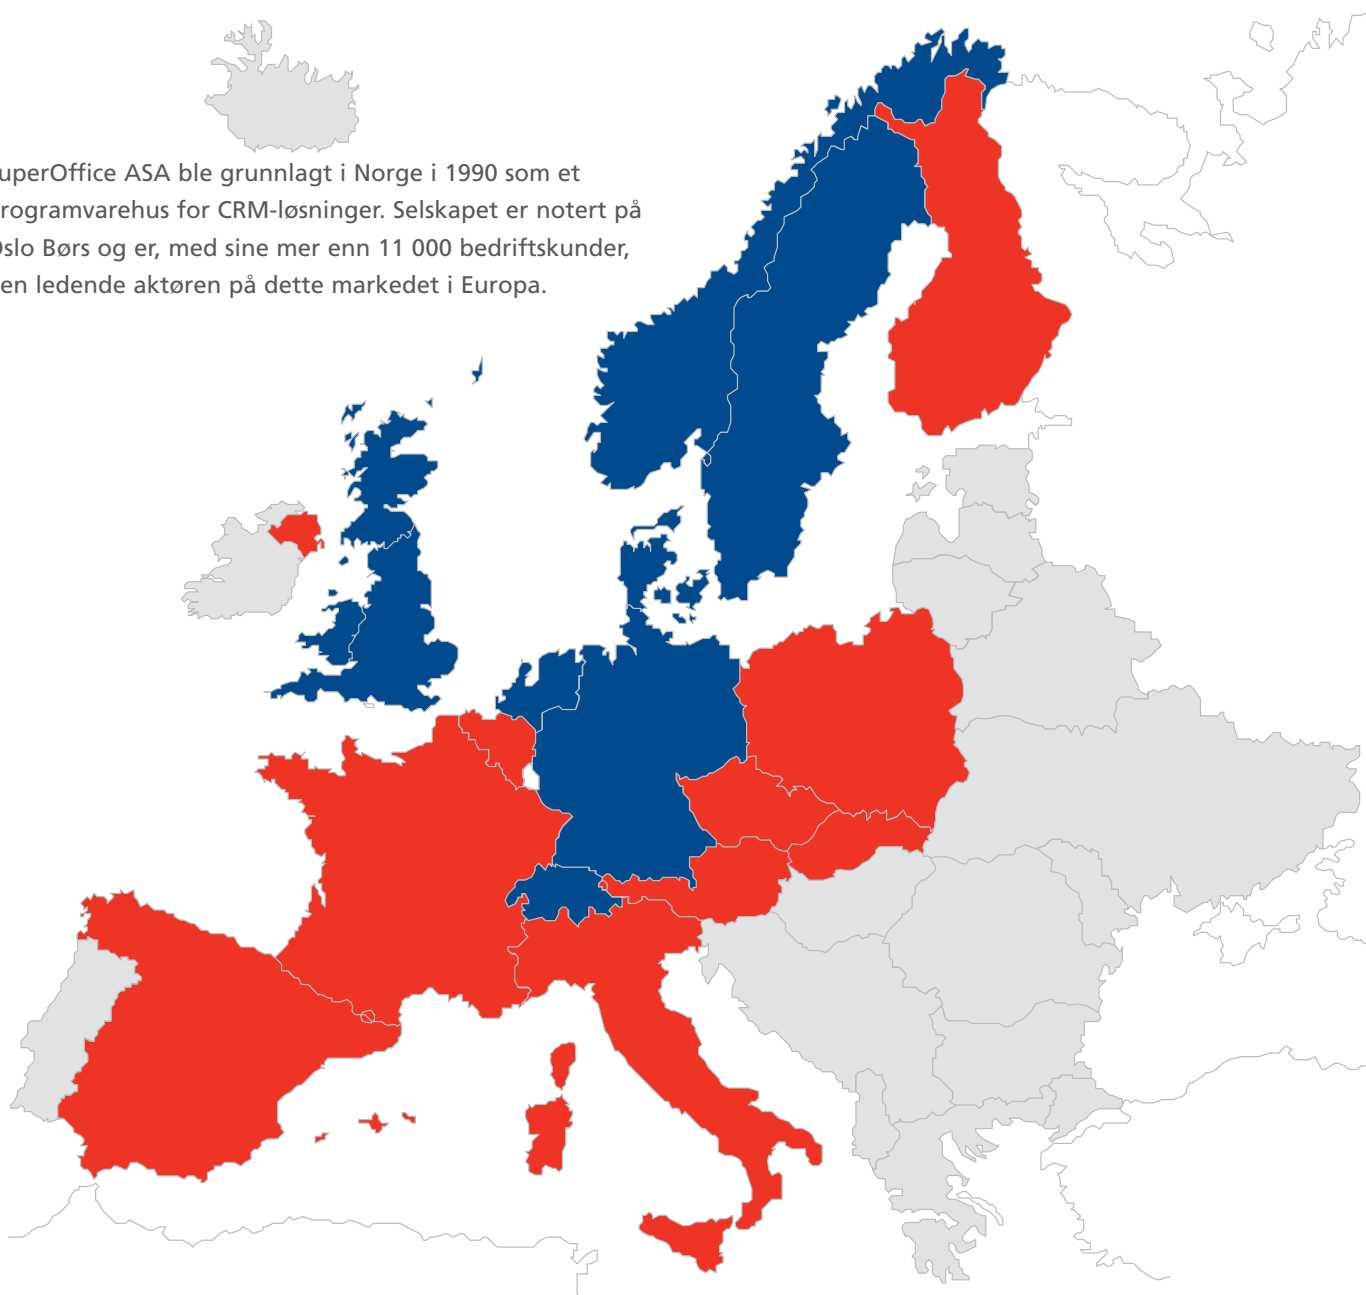 uperOffice ASA ble grunnlagt i Norge i 1990 som et
rogramvarehus for CRM-løsninger. Selskapet er notert på
Oslo Børs og er, med sine mer enn 11 000 bedriftskunder,
en ledende aktøren på dette markedet i Europa.